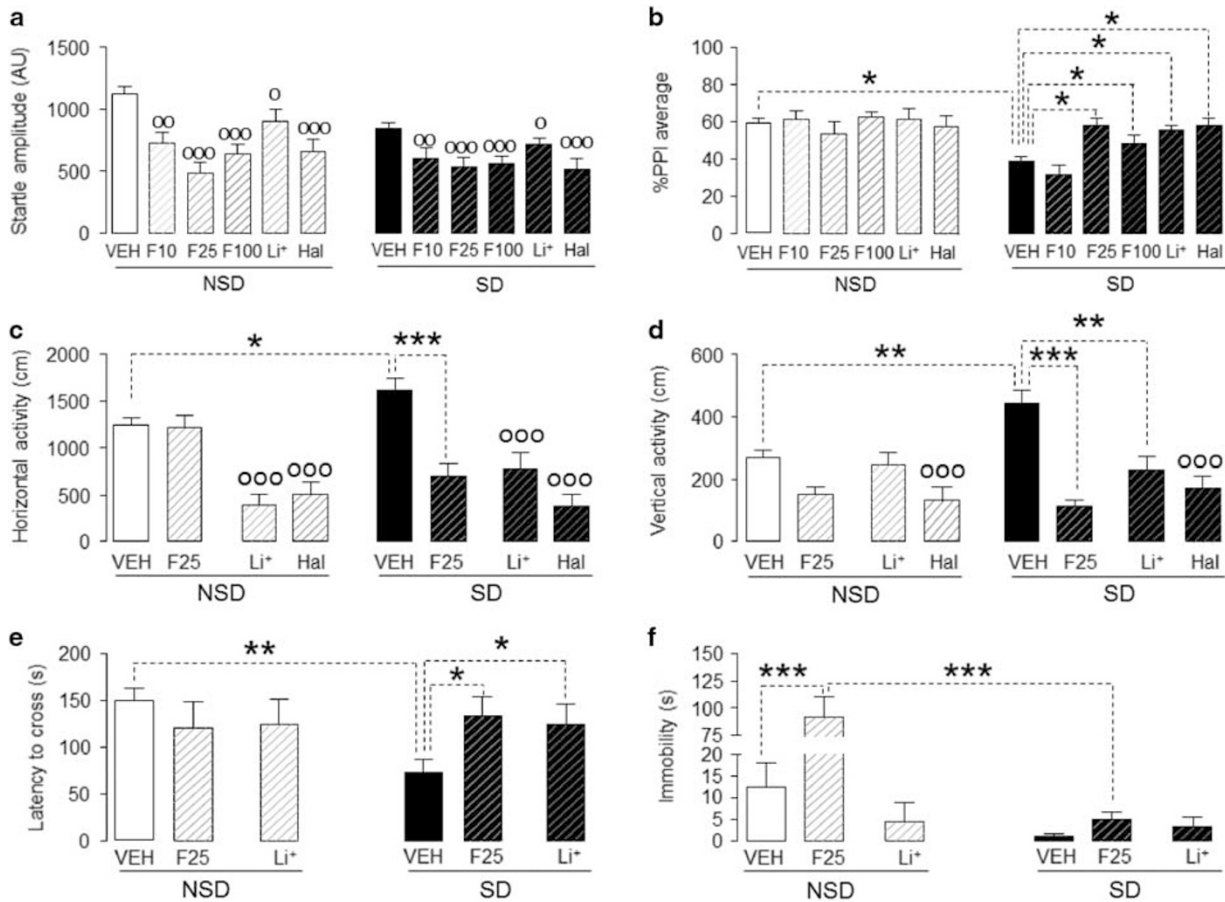 a
Startle amplitude (AU)
1500
1000
500
0
OO OOO OOO O OOO
OO OOO OOO O OOO
VEH F10 F25 F100 Li⁺ Hal
VEH F10 F25 F100 Li⁺ Hal
NSD SD
b
%PPI average
100
80
60
40
20
0
*
*
*
*
*
VEH F10 F25 F100 Li⁺ Hal
VEH F10 F25 F100 Li⁺ Hal
NSD SD
c
Horizontal activity (cm)
2000
1500
1000
500
0
* ***
OOO OOO
OOO OOO
VEH F25 Li⁺ Hal
VEH F25 Li⁺ Hal
NSD SD
d
Vertical activity (cm)
600
400
200
0
**
** ***
OOO
OOO
VEH F25 Li⁺ Hal
VEH F25 Li⁺ Hal
NSD SD
e
Latency to cross (s)
200
150
100
50
0
** *
*
VEH F25 Li⁺
VEH F25 Li⁺
NSD SD
f
Immobility (s)
150
125
100
75
20
15
10
5
0
*** ***
VEH F25 Li⁺
VEH F25 Li⁺
NSD SD